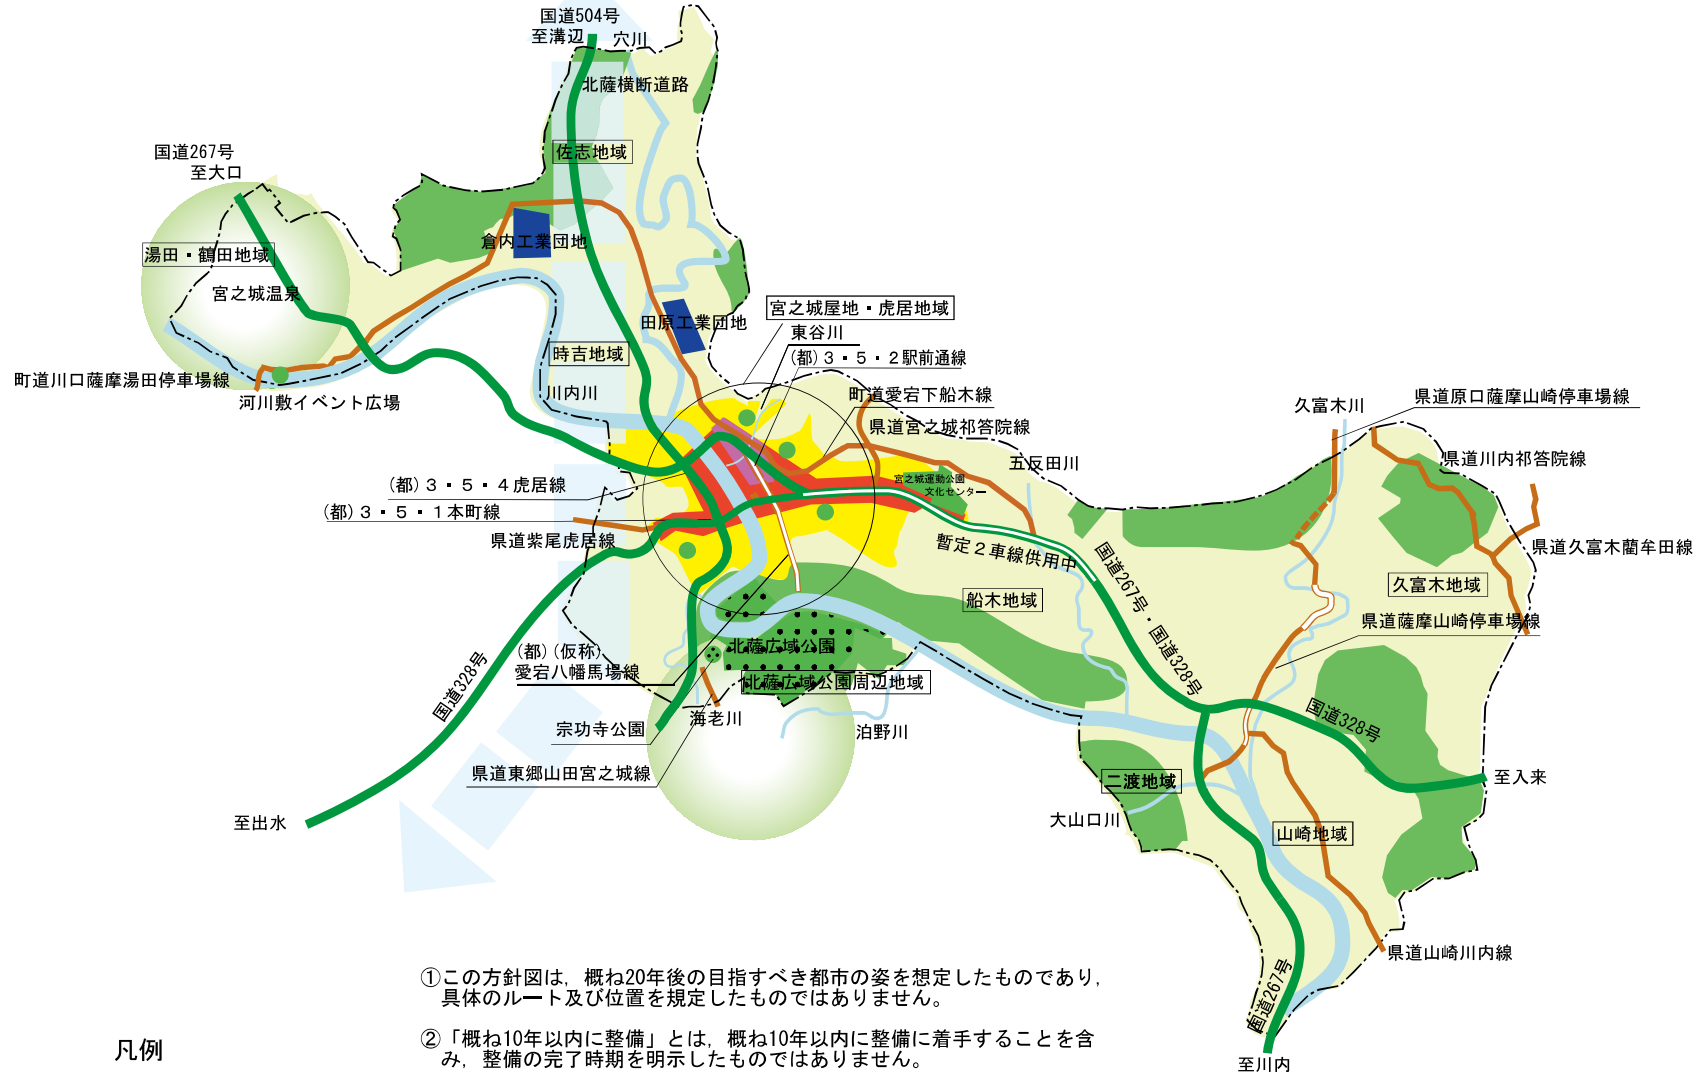 国道504号
至溝辺
穴川
北薩横断道路
国道267号
至大口
佐志地域
湯田・鶴田地域
倉内工業団地
宮之城温泉
宮之城屋地・虎居地域
田原工業団地
東谷川
時吉地域
(都)３・５・２駅前通線
町道川口薩摩湯田停車場線
川内川
町道愛宕下船木線
河川敷イベント広場
久富木川
県道原口薩摩山崎停車場線
県道宮之城祁答院線
五反田川
県道川内祁答院線
宮之城運動公園
文化センター
(都)３・５・４虎居線
(都)３・５・１本町線
県道紫尾虎居線
暫定２車線供用中
県道久富木藺牟田線
国道267号・国道328号
久富木地域
船木地域
県道薩摩山崎停車場線
北薩広域公園
(都)(仮称)
愛宕八幡馬場線
国道328号
北薩広域公園周辺地域
海老川
宗功寺公園
泊野川
国道328号
県道東郷山田宮之城線
二渡地域
至入来
至出水
大山口川
山崎地域
県道山崎川内線
①この方針図は，概ね20年後の目指すべき都市の姿を想定したものであり，
具体のルート及び位置を規定したものではありません。
国道267号
②「概ね10年以内に整備」とは，概ね10年以内に整備に着手することを含
み，整備の完了時期を明示したものではありません。
凡例
至川内